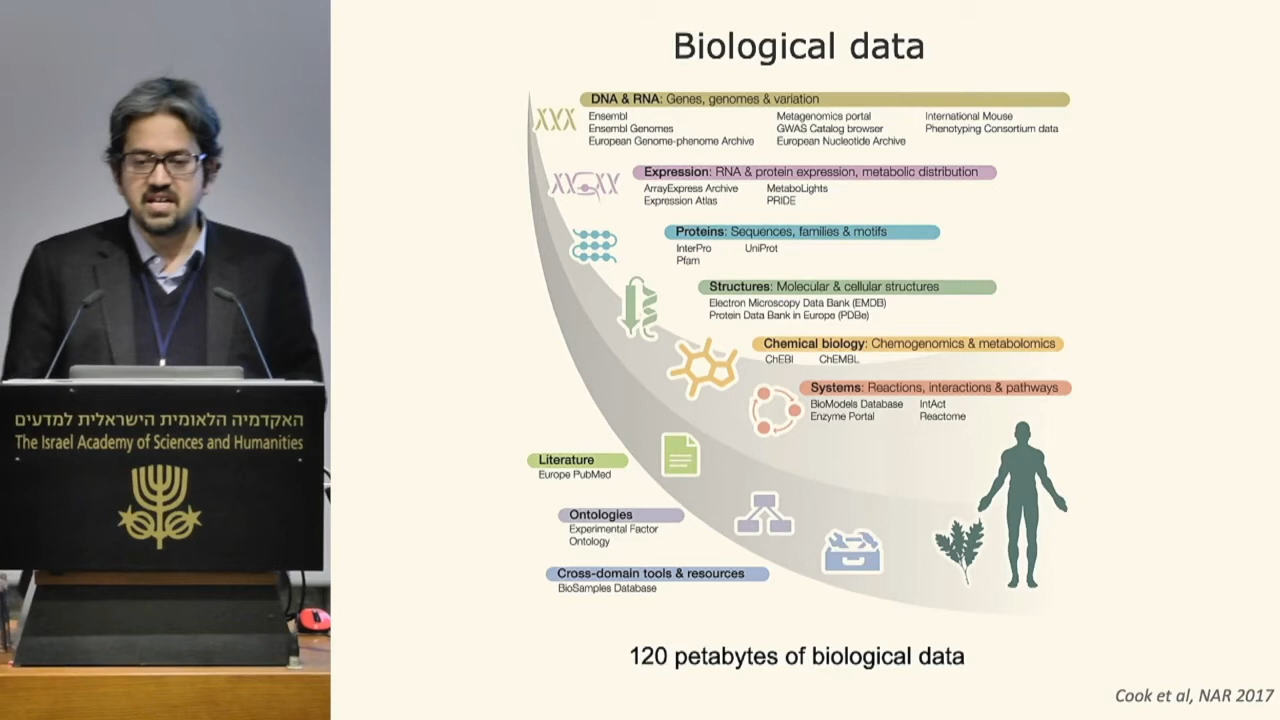 Biological data
DNA & RNA: Genes, genomes & variation
Ensembl
Ensembl Genomes
European Genome-phenome Archive
Metagenomics portal
GWAS Catalog browser
European Nucleotide Archive
International Mouse
Phenotyping Consortium data
Expression: RNA & protein expression, metabolic distribution
ArrayExpress Archive
Expression Atlas
MetaboLights
PRIDE
Proteins: Sequences, families & motifs
InterPro
Pfam
UniProt
Structures: Molecular & cellular structures
Electron Microscopy Data Bank (EMDB)
Protein Data Bank in Europe (PDBe)
Chemical biology: Chemogenomics & metabolomics
ChEBI
ChEMBL
Systems: Reactions, interactions & pathways
BioModels Database
Enzyme Portal
IntAct
Reactome
Literature
Europe PubMed
Ontologies
Experimental Factor
Ontology
Cross-domain tools & resources
BioSamples Database
120 petabytes of biological data
Cook et al, NAR 2017
האקדמיה הלאומית הישראלית למדעים
The Israel Academy of Sciences and Humanities